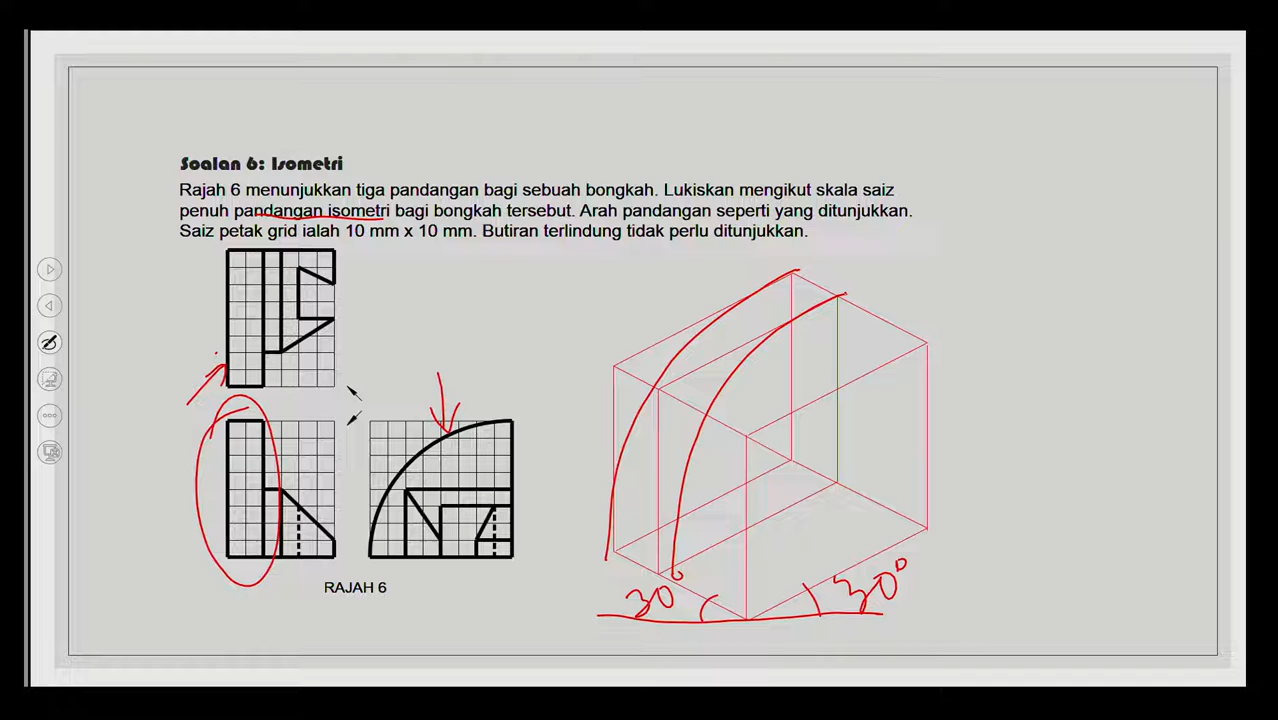 Soalan 6: Isometri
Rajah 6 menunjukkan tiga pandangan bagi sebuah bongkah. Lukiskan mengikut skala saiz
penuh pandangan isometri bagi bongkah tersebut. Arah pandangan seperti yang ditunjukkan.
Saiz petak grid ialah 10 mm x 10 mm. Butiran terlindung tidak perlu ditunjukkan.
RAJAH 6
30° 30°